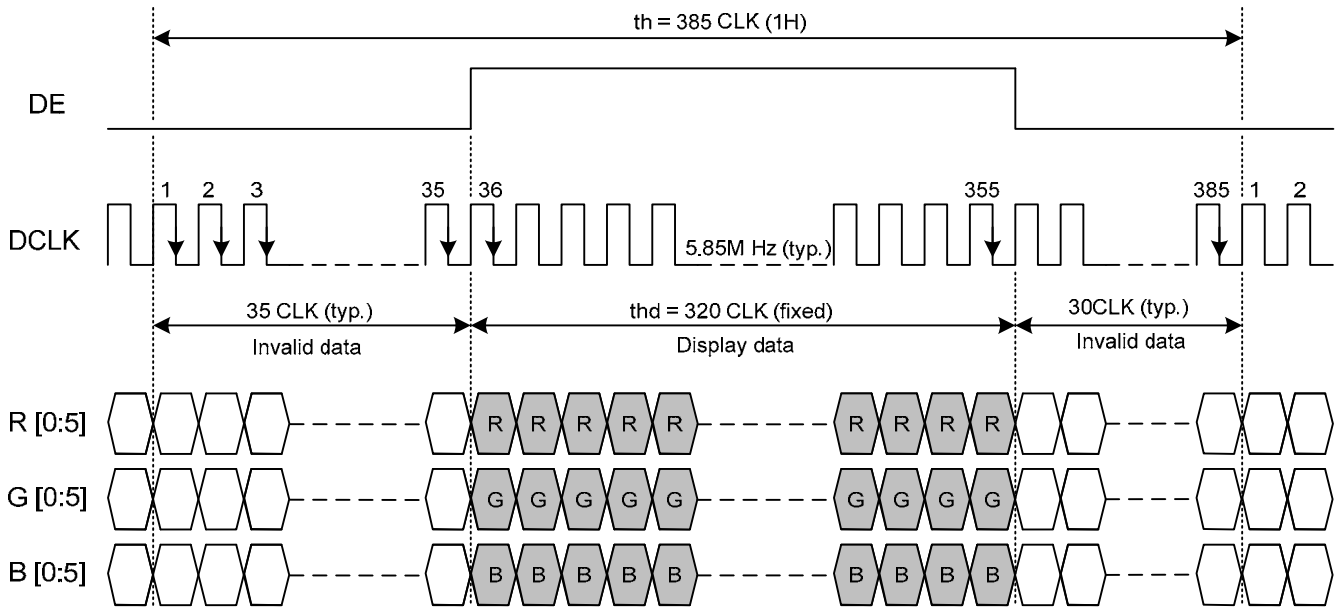 th = 385 CLK (1H)
DE
1 2 3 35 36 355 385 1 2
DCLK
5.85M Hz (typ.)
35 CLK (typ.) thd = 320 CLK (fixed) 30CLK (typ.)
Invalid data Display data Invalid data
R [0:5] R R R R R R R R R
G [0:5] G G G G G G G G G
B [0:5] B B B B B B B B B